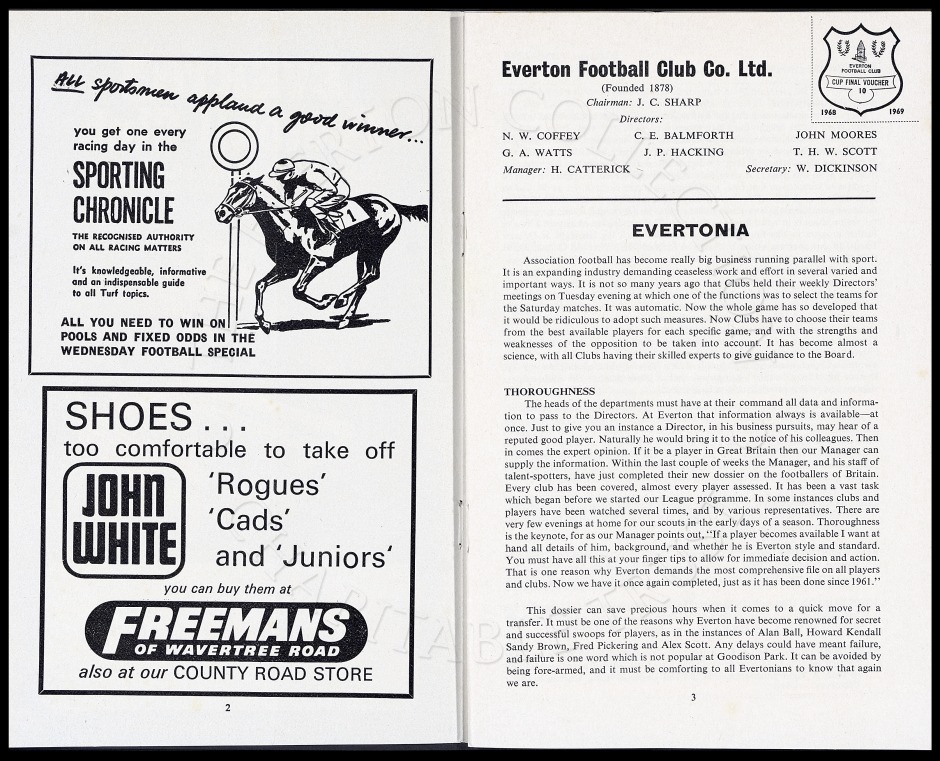 ALL sportsmen applaud a good winner...
you get one every
racing day in the
SPORTING
CHRONICLE
THE RECOGNISED AUTHORITY
ON ALL RACING MATTERS
It's knowledgeable, informative
and an indispensable guide
to all Turf topics.
1
ALL YOU NEED TO WIN ON
POOLS AND FIXED ODDS IN THE
WEDNESDAY FOOTBALL SPECIAL
SHOES ...
too comfortable to take off
JOHN
WHITE
'Rogues'
'Cads'
and 'Juniors'
you can buy them at
FREEMANS
OF WAVERTREE ROAD
also at our COUNTY ROAD STORE
2
Everton Football Club Co. Ltd.
(Founded 1878)
Chairman: J. C. SHARP
Directors:
N. W. COFFEY C. E. BALMFORTH JOHN MOORES
G. A. WATTS J. P. HACKING T. H. W. SCOTT
Manager: H. CATTERICK Secretary: W. DICKINSON
EVERTON
FOOTBALL CLUB
CUP FINAL VOUCHER
10
1968 1969
EVERTONIA
Association football has become really big business running parallel with sport.
It is an expanding industry demanding ceaseless work and effort in several varied and
important ways. It is not so many years ago that Clubs held their weekly Directors'
meetings on Tuesday evening at which one of the functions was to select the teams for
the Saturday matches. It was automatic. Now the whole game has so developed that
it would be ridiculous to adopt such measures. Now Clubs have to choose their teams
from the best available players for each specific game, and with the strengths and
weaknesses of the opposition to be taken into account. It has become almost a
science, with all Clubs having their skilled experts to give guidance to the Board.
THOROUGHNESS
The heads of the departments must have at their command all data and informa-
tion to pass to the Directors. At Everton that information always is available—at
once. Just to give you an instance a Director, in his business pursuits, may hear of a
reputed good player. Naturally he would bring it to the notice of his colleagues. Then
in comes the expert opinion. If it be a player in Great Britain then our Manager can
supply the information. Within the last couple of weeks the Manager, and his staff of
talent-spotters, have just completed their new dossier on the footballers of Britain.
Every club has been covered, almost every player assessed. It has been a vast task
which began before we started our League programme. In some instances clubs and
players have been watched several times, and by various representatives. There are
very few evenings at home for our scouts in the early days of a season. Thoroughness
is the keynote, for as our Manager points out, "If a player becomes available I want at
hand all details of him, background, and whether he is Everton style and standard.
You must have all this at your finger tips to allow for immediate decision and action.
That is one reason why Everton demands the most comprehensive file on all players
and clubs. Now we have it once again completed, just as it has been done since 1961."
This dossier can save precious hours when it comes to a quick move for a
transfer. It must be one of the reasons why Everton have become renowned for secret
and successful swoops for players, as in the instances of Alan Ball, Howard Kendall
Sandy Brown, Fred Pickering and Alex Scott. Any delays could have meant failure,
and failure is one word which is not popular at Goodison Park. It can be avoided by
being fore-armed, and it must be comforting to all Evertonians to know that again
we are.
3